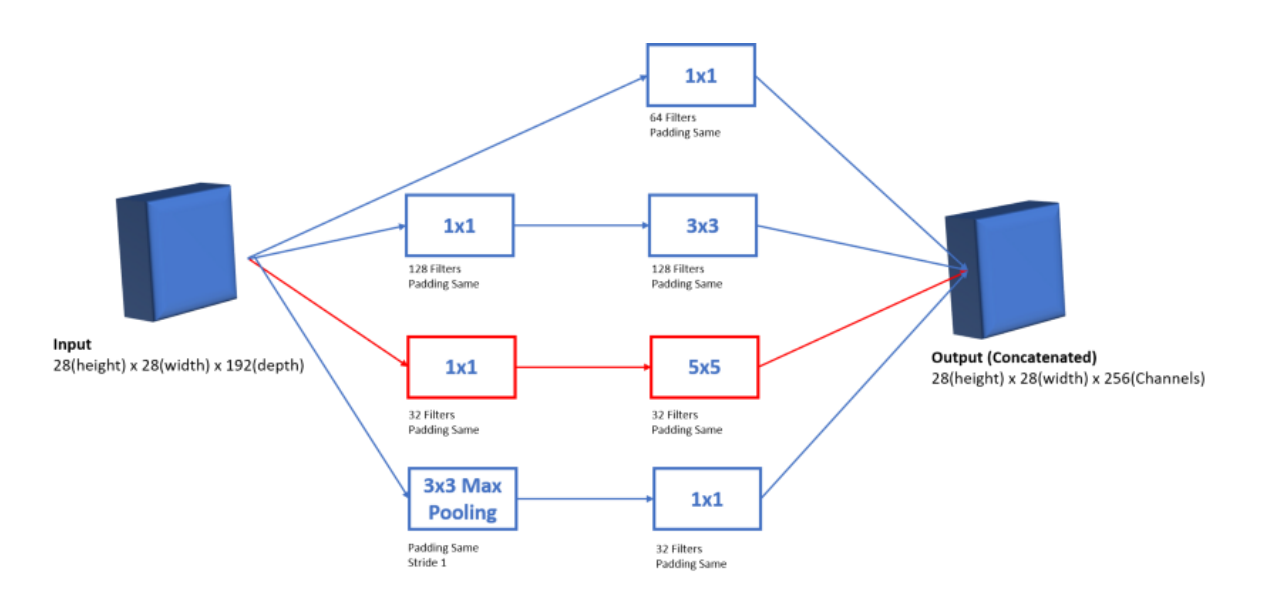 1x1
64 Filters
Padding Same
1x1
128 Filters
Padding Same
3x3
128 Filters
Padding Same
Input
28(height) x 28(width) x 192(depth)
1x1
32 Filters
Padding Same
5x5
32 Filters
Padding Same
Output (Concatenated)
28(height) x 28(width) x 256(Channels)
3x3 Max
Pooling
Padding Same
Stride 1
1x1
32 Filters
Padding Same